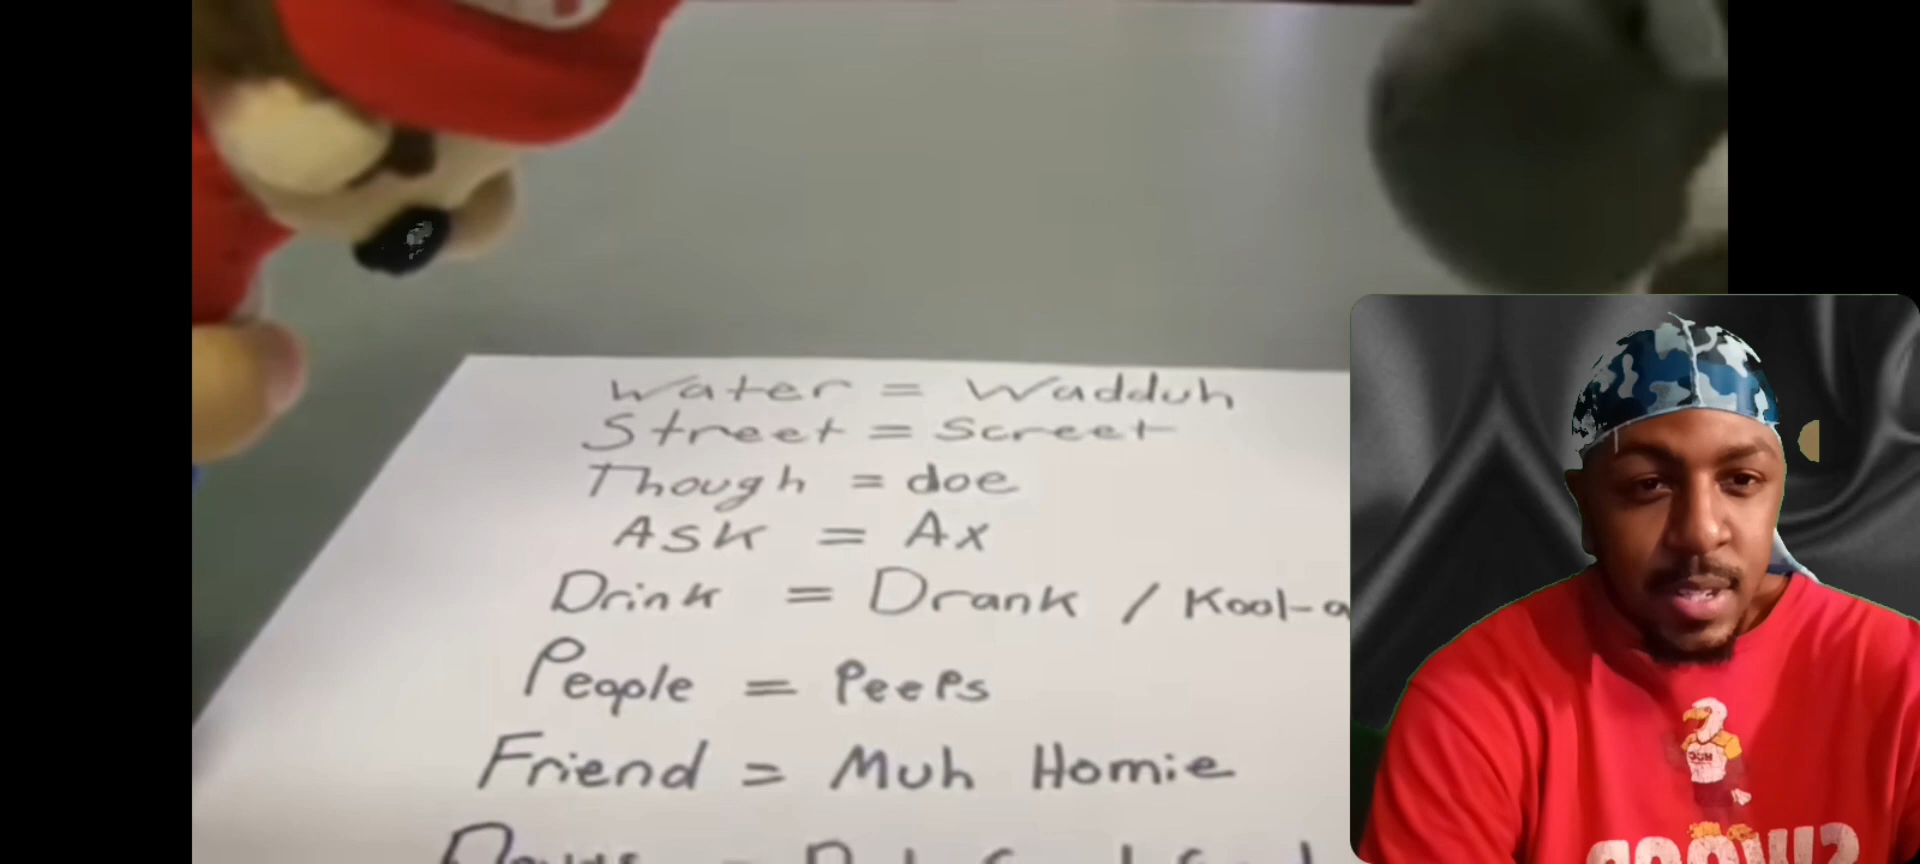 Water = Wadduh
Street = Screet
Though = doe
Ask = Ax
Drink = Drank / Kool-a
People = Peeps
Friend = Muh Homie